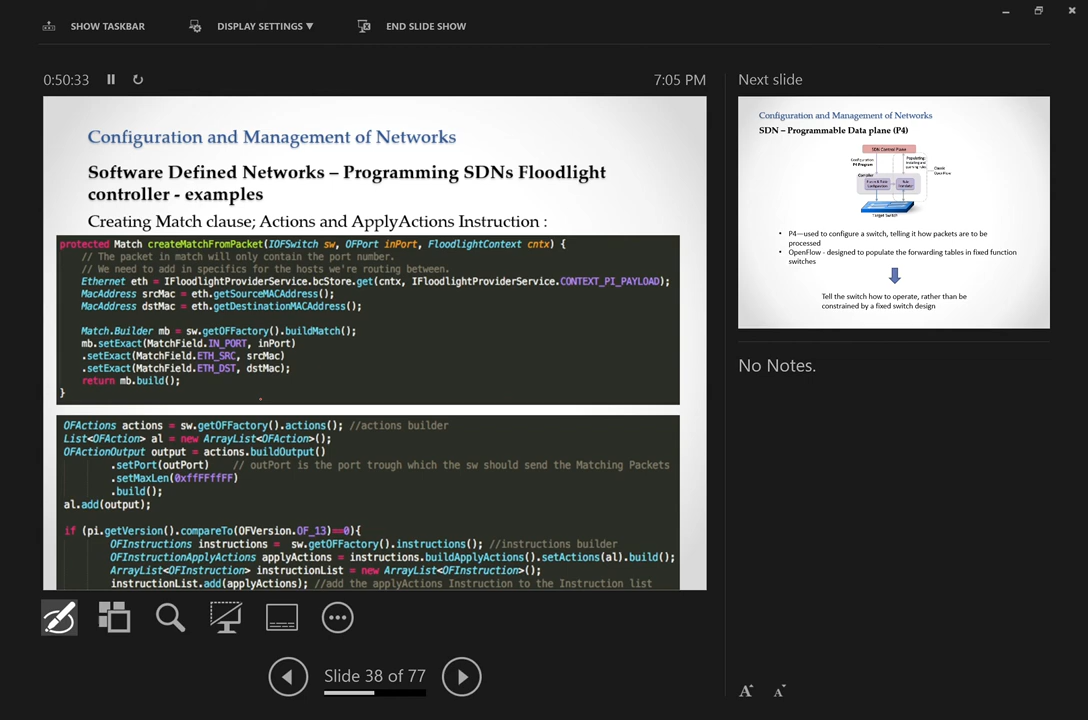 SHOW TASKBAR
DISPLAY SETTINGS ▼
END SLIDE SHOW
0:50:33
7:05 PM
Configuration and Management of Networks
Software Defined Networks – Programming SDNs Floodlight
controller - examples
Creating Match clause; Actions and ApplyActions Instruction :
protected Match createMatchFromPacket(IOFSwitch sw, OFPort inPort, FloodlightContext cntx) {
// The packet in match will only contain the port number.
// We need to add in specifics for the hosts we're routing between.
Ethernet eth = IFloodlightProviderService.bcStore.get(cntx, IFloodlightProviderService.CONTEXT_PI_PAYLOAD);
MacAddress srcMac = eth.getSourceMACAddress();
MacAddress dstMac = eth.getDestinationMACAddress();
Match.Builder mb = sw.getOFFactory().buildMatch();
mb.setExact(MatchField.IN_PORT, inPort)
.setExact(MatchField.ETH_SRC, srcMac)
.setExact(MatchField.ETH_DST, dstMac);
return mb.build();
}
OFActions actions = sw.getOFFactory().actions(); //actions builder
List<OFAction> al = new ArrayList<OFAction>();
OFActionOutput output = actions.buildOutput()
.setPort(outPort) // outPort is the port trough which the sw should send the Matching Packets
.setMaxLen(0xffFFffFF)
.build();
al.add(output);
if (pi.getVersion().compareTo(OFVersion.OF_13)==0){
OFInstructions instructions = sw.getOFFactory().instructions(); //instructions builder
OFInstructionApplyActions applyActions = instructions.buildApplyActions().setActions(al).build();
ArrayList<OFInstruction> instructionList = new ArrayList<OFInstruction>();
instructionList.add(applyActions); //add the applyActions Instruction to the Instruction list
Slide 38 of 77
Next slide
Configuration and Management of Networks
SDN – Programmable Data plane (P4)
SDN Control Plane
Configuration:
P4 Program
Populating:
Classic
OpenFlow
Compiler
Target Switch
• P4—used to configure a switch, telling it how packets are to be
processed
• OpenFlow - designed to populate the forwarding tables in fixed function
switches
Tell the switch how to operate, rather than be
constrained by a fixed switch design
No Notes.
A A